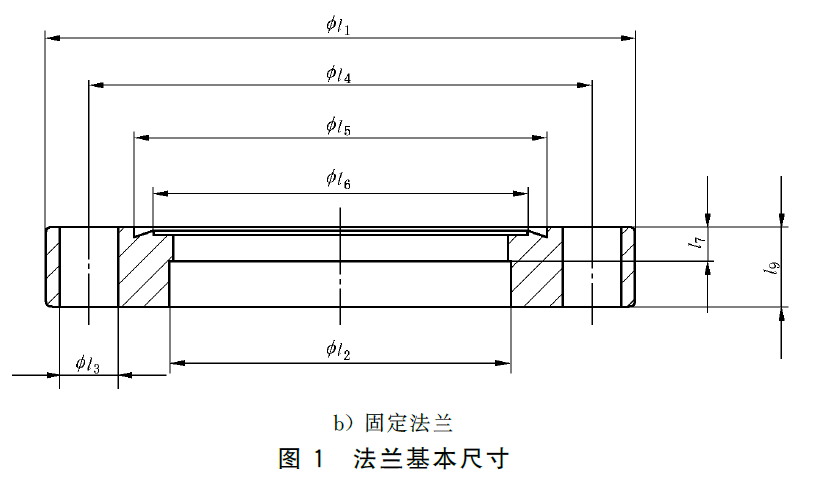 ϕl₁
ϕl₄
ϕl₅
ϕl₆
l₇
l₉
ϕl₂
ϕl₃
b) 固定法兰
图 1 法兰基本尺寸